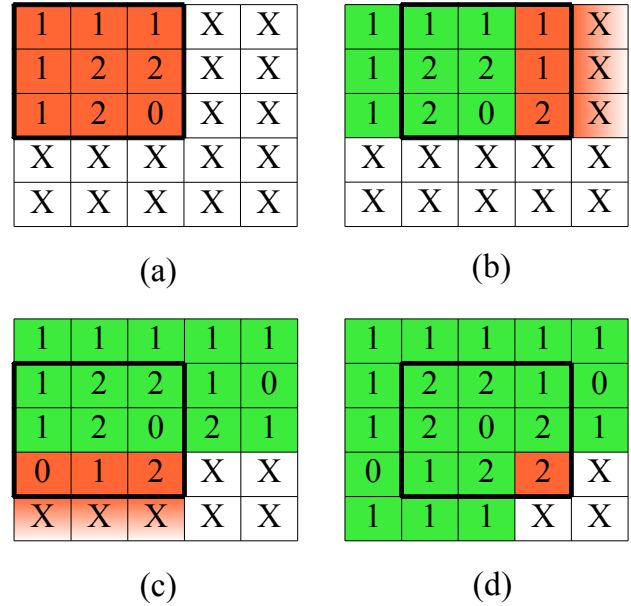 1 1 1 X X
1 2 2 X X
1 2 0 X X
X X X X X
X X X X X
(a)
1 1 1 1 X
1 2 2 1 X
1 2 0 2 X
X X X X X
X X X X X
(b)
1 1 1 1 1
1 2 2 1 0
1 2 0 2 1
0 1 2 X X
X X X X X
(c)
1 1 1 1 1
1 2 2 1 0
1 2 0 2 1
0 1 2 2 X
1 1 1 X X
(d)